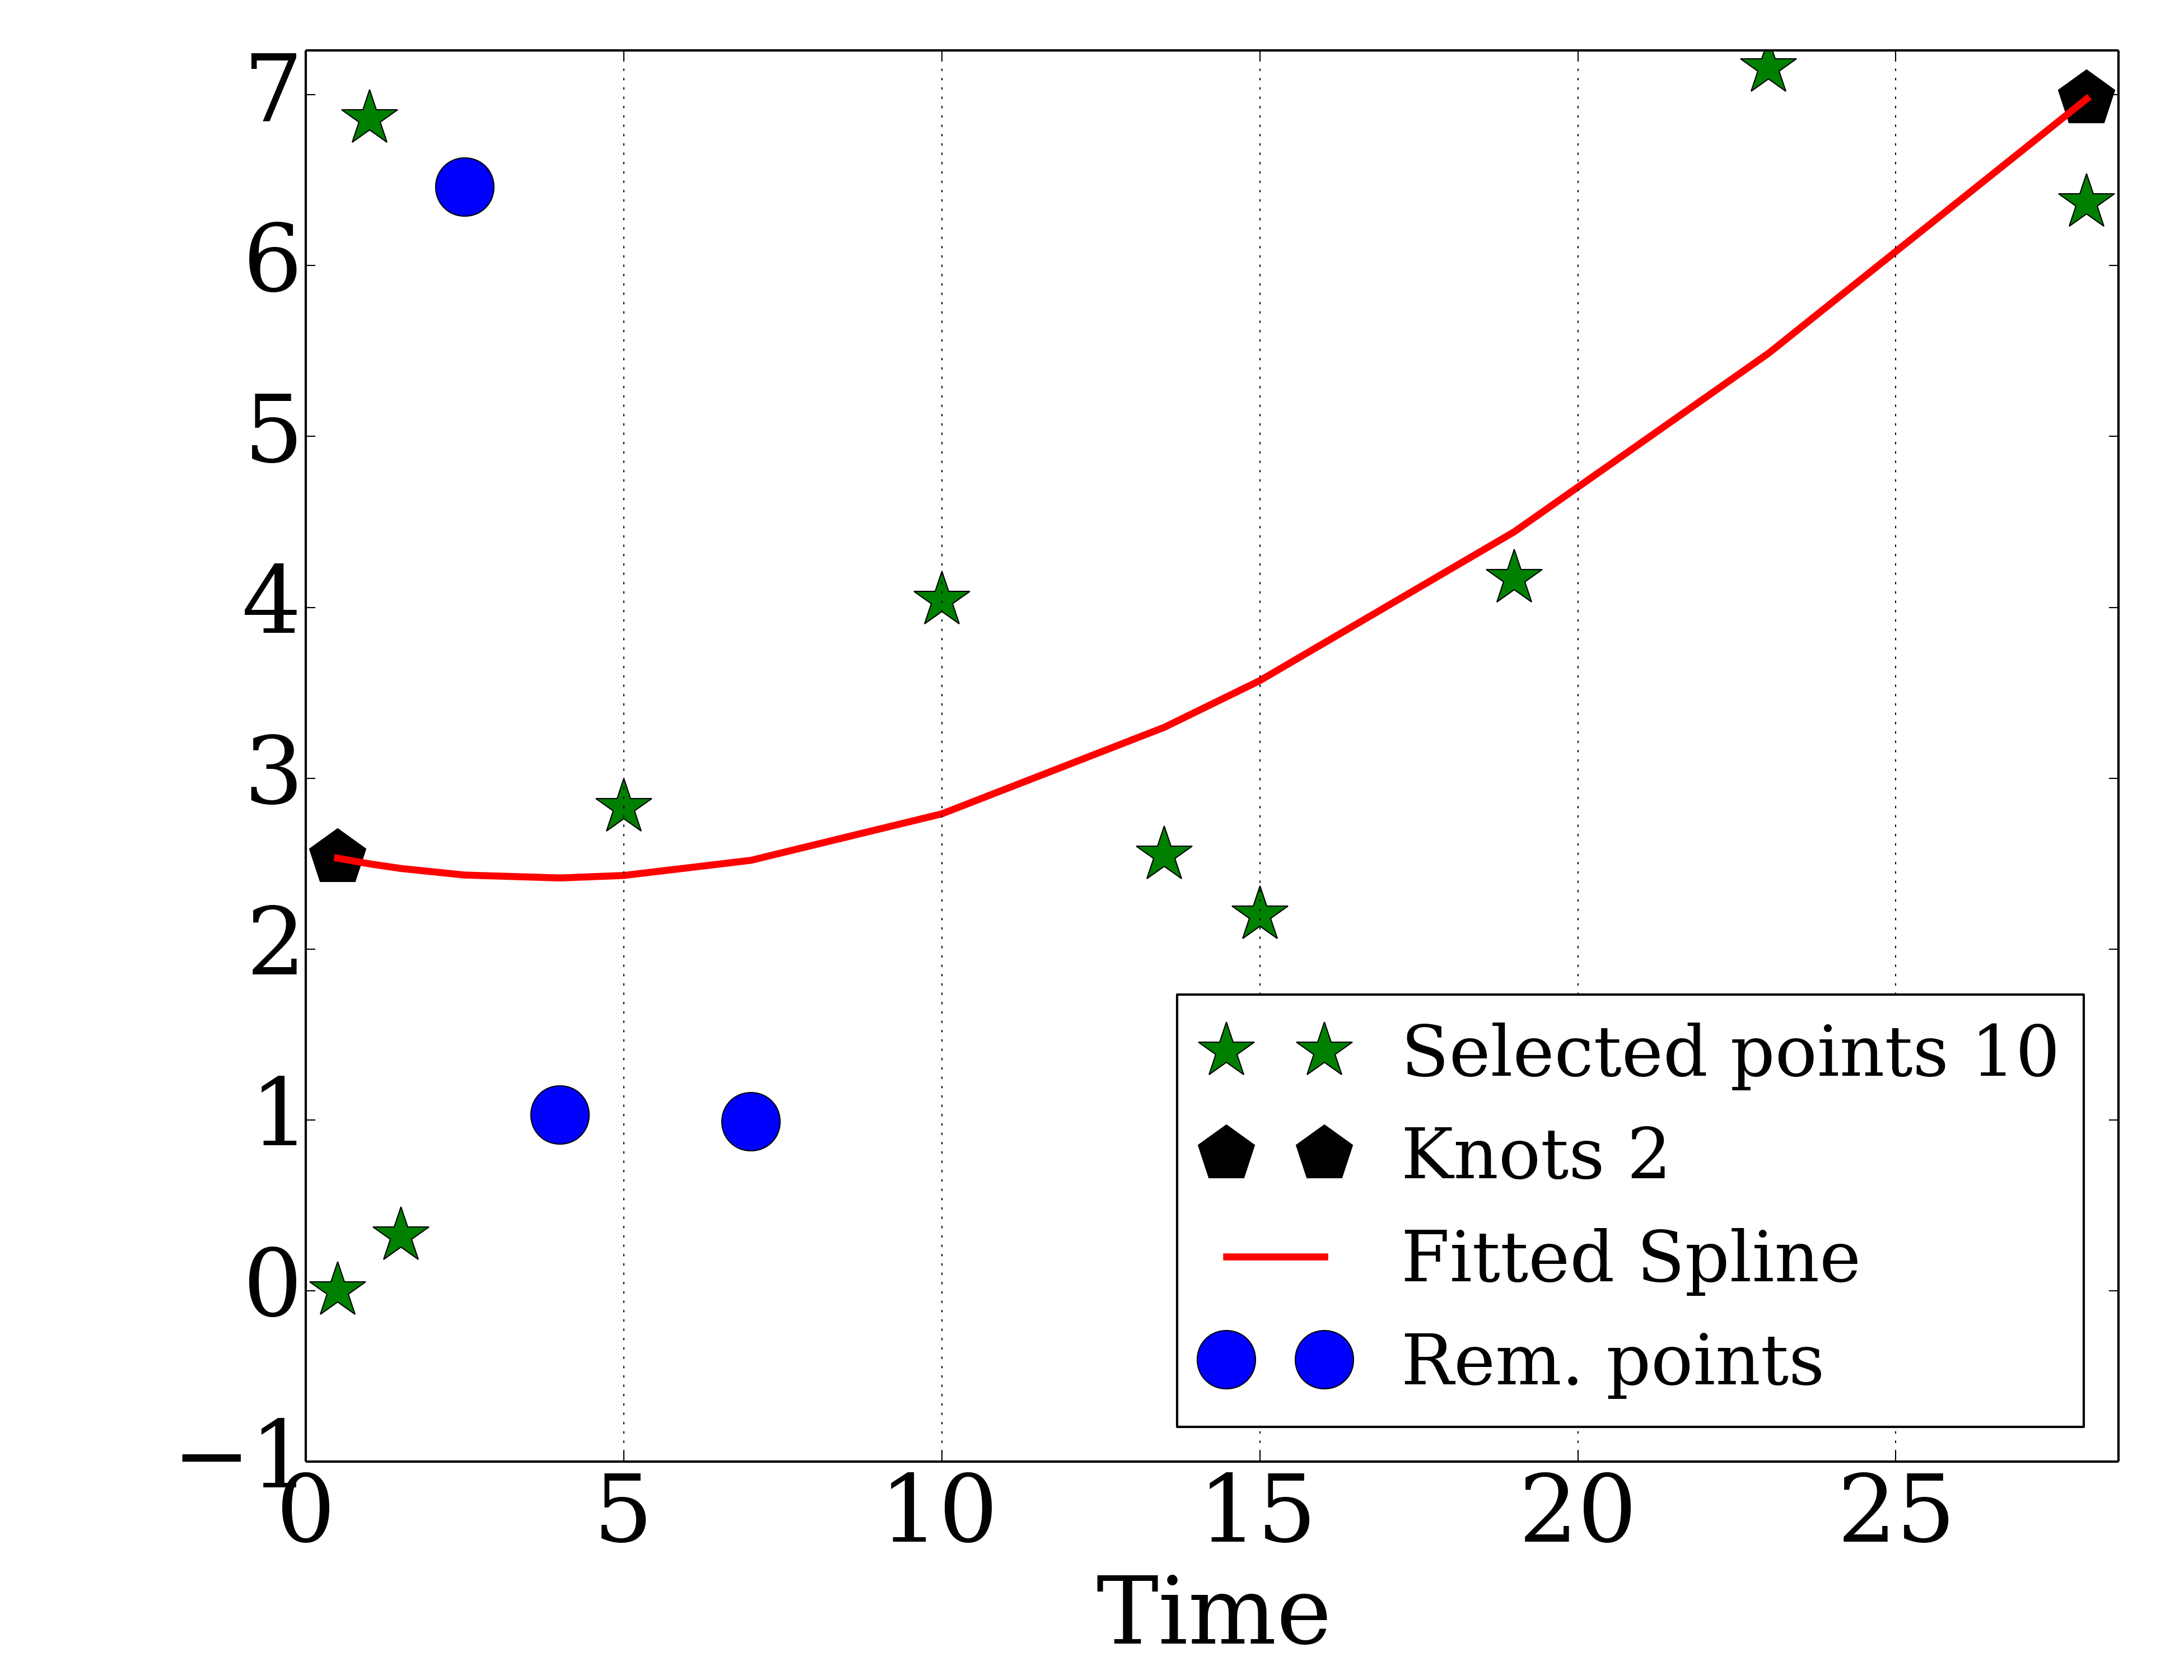 7
6
5
4
3
2
1
0
−1
Selected points 10
Knots 2
Fitted Spline
Rem. points
0 5 10 15 20 25
Time